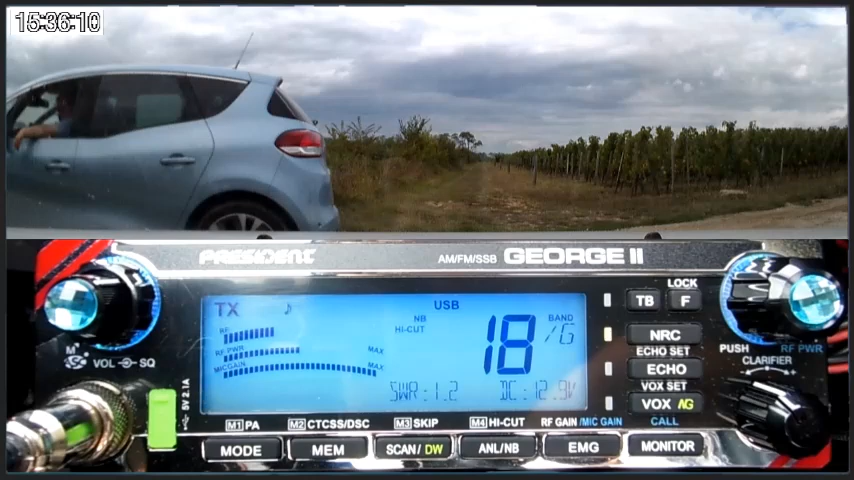 15:36:10
PRESIDENT AM/FM/SSB GEORGE II
LOCK
TX USB TB F
NB BAND
HI-CUT 18 /G
RF
RF PWR MAX NRC
MIC GAIN MAX ECHO SET
ECHO
SWR:1.2 DC:12.9V VOX SET
VOX NG
M ASC VOL SQ
5V 2.1A
PUSH RF PWR
CLARIFIER
M1 PA M2 CTCSS/DSC M3 SKIP M4 HI-CUT RF GAIN/MIC GAIN CALL
MODE MEM SCAN/DW ANL/NB EMG MONITOR